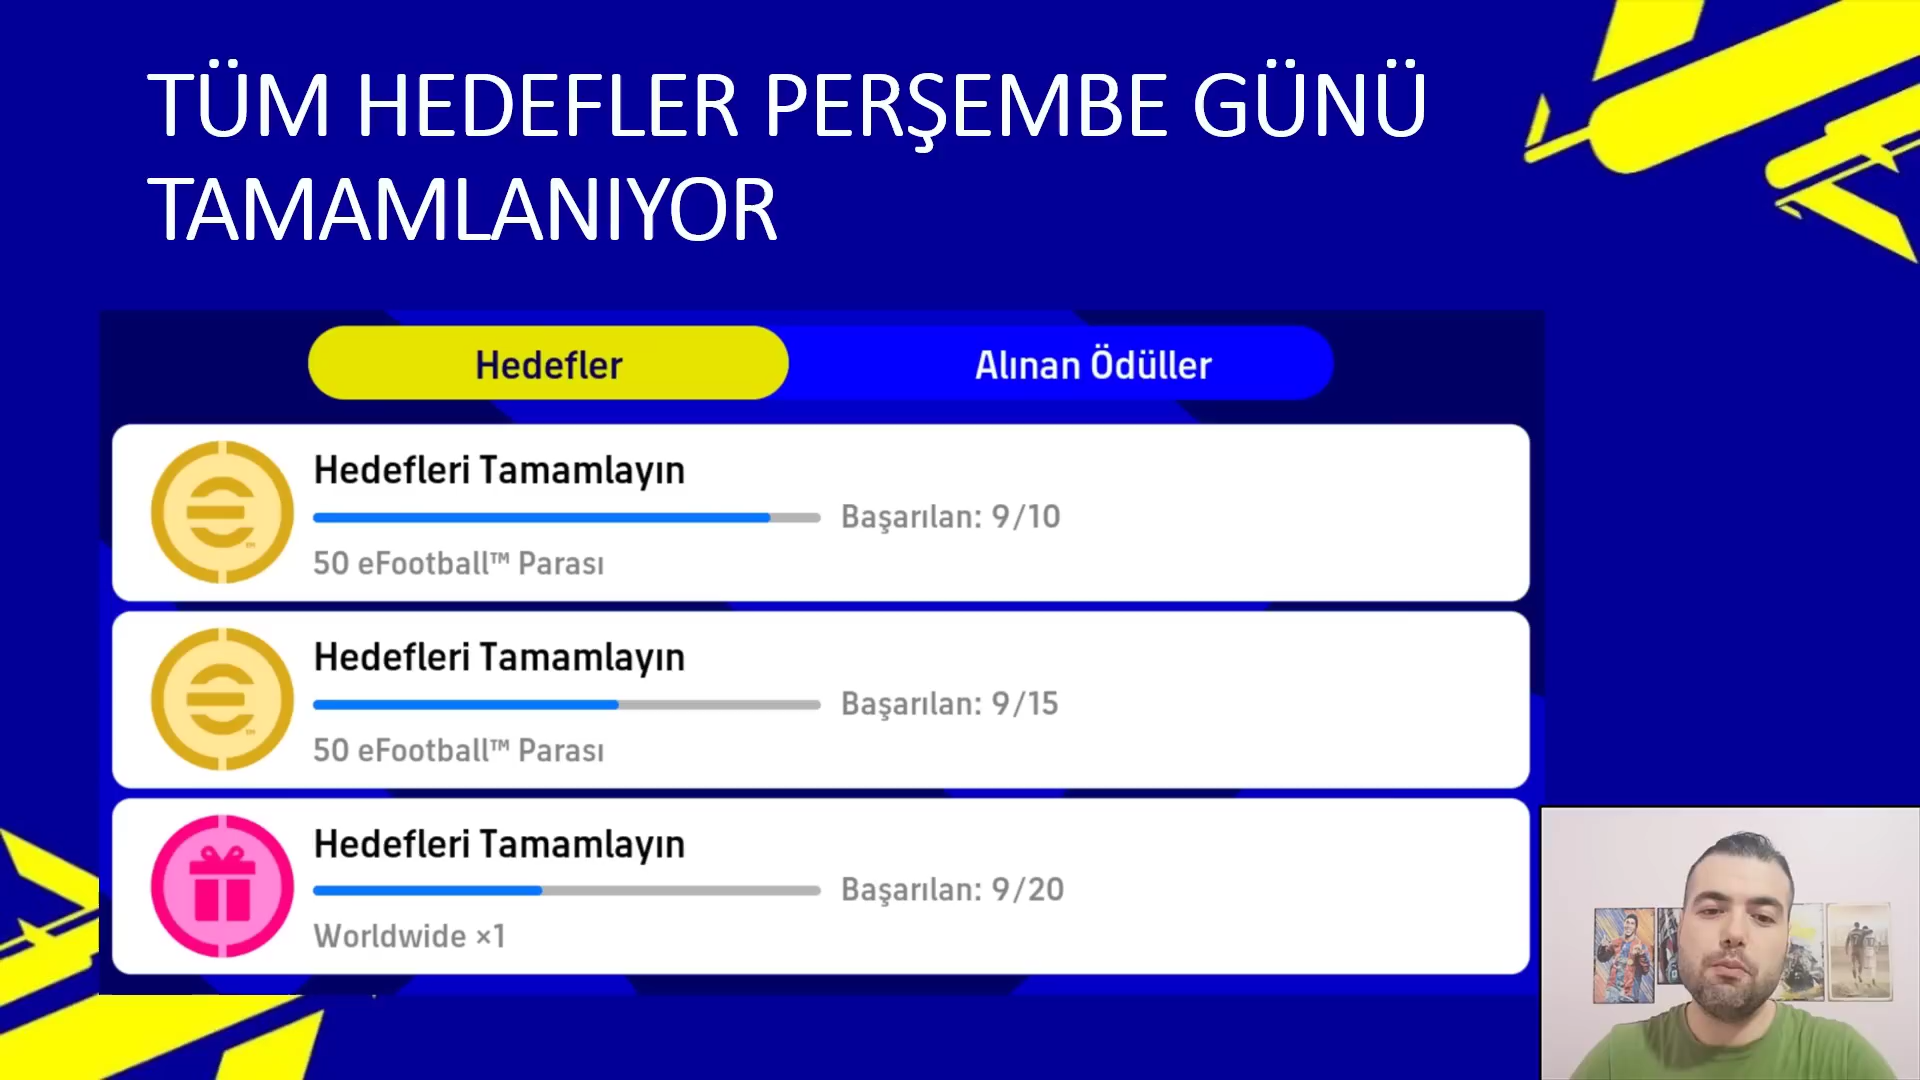 TÜM HEDEFLER PERŞEMBE GÜNÜ
TAMAMLANIYOR
Hedefler
Alınan Ödüller
Hedefleri Tamamlayın
Başarılan: 9/10
50 eFootball™ Parası
Hedefleri Tamamlayın
Başarılan: 9/15
50 eFootball™ Parası
Hedefleri Tamamlayın
Başarılan: 9/20
Worldwide ×1